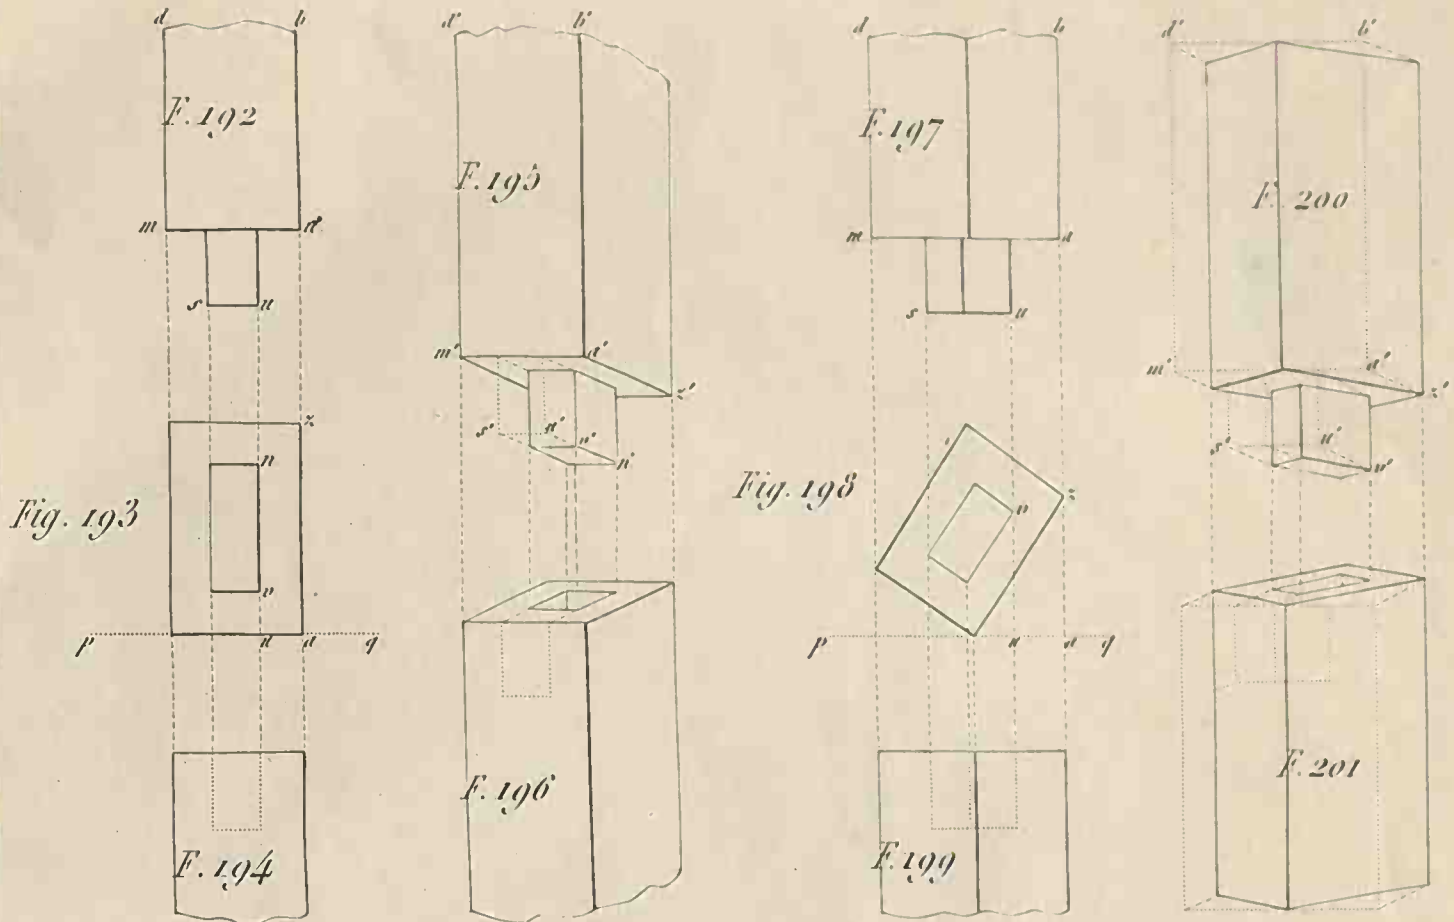 d b d' b' d b d' b'
F. 192
F. 197
F. 195
F. 200
m a m a
s u s u
m' a' m' a'
z' z'
s' u' v' s' u'
n' v'
z
n
Fig. 193
Fig. 198
v z
v
p u a q p u a q
F. 196
F. 201
F. 194
F. 199